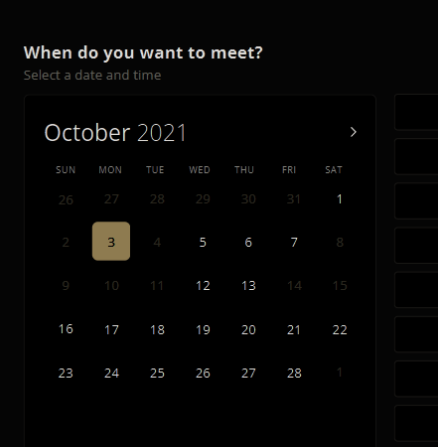 When do you want to meet?
Select a date and time
October 2021
SUN MON TUE WED THU FRI SAT
26 27 28 29 30 31 1
2 3 4 5 6 7 8
9 10 11 12 13 14 15
16 17 18 19 20 21 22
23 24 25 26 27 28 1